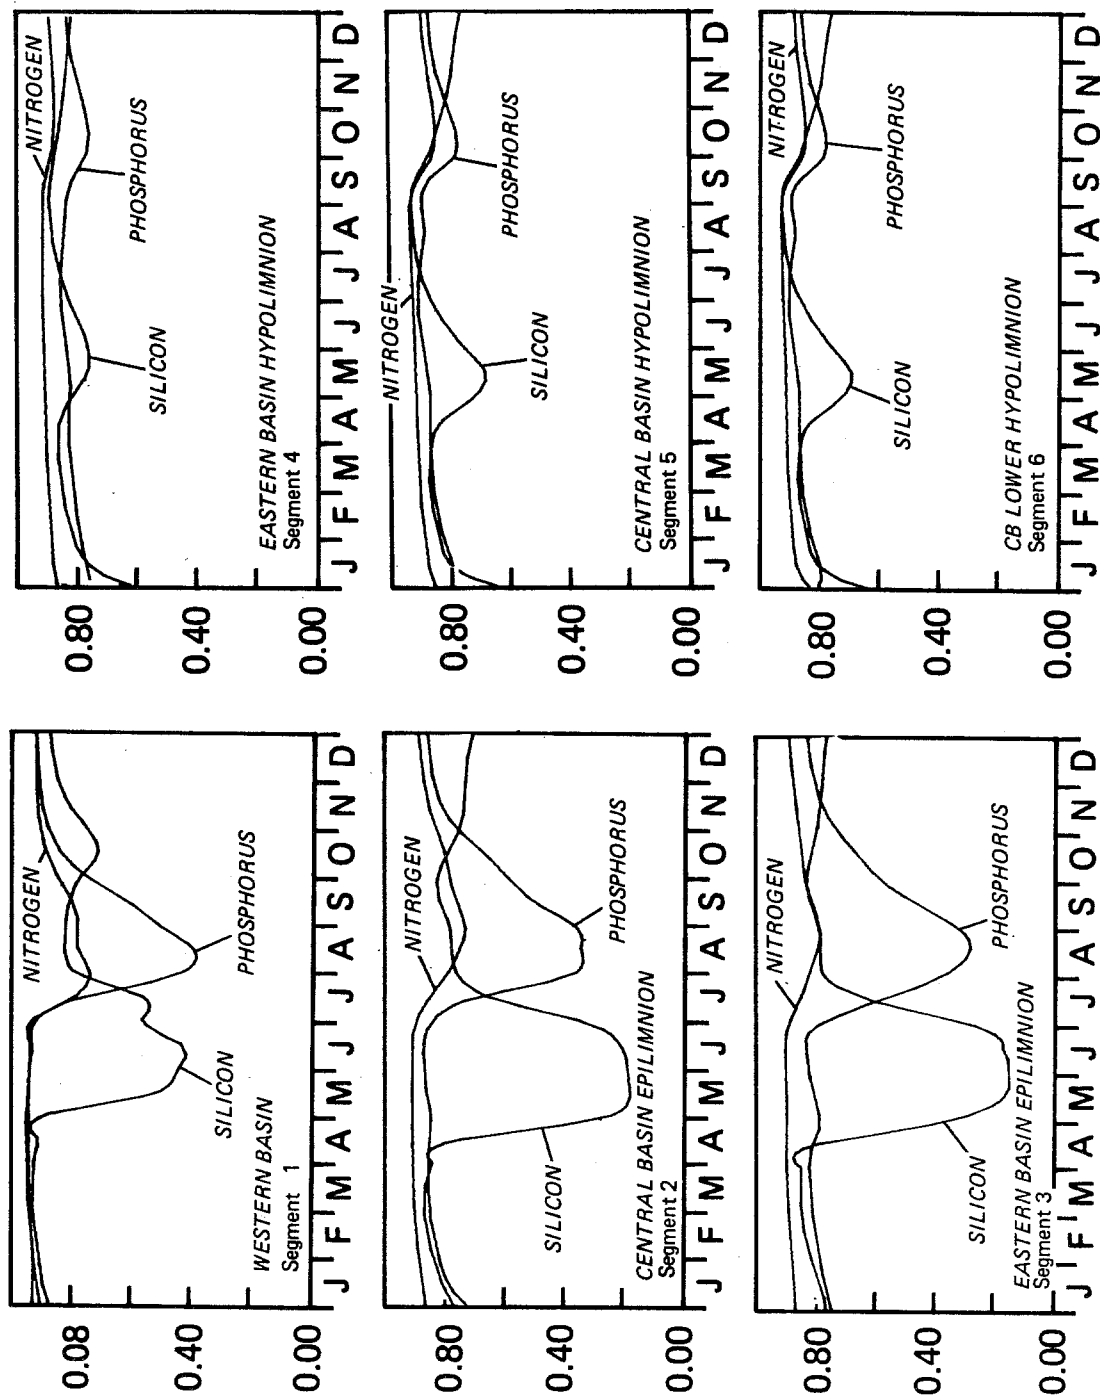 0.08
0.40
0.00
NITROGEN
SILICON
PHOSPHORUS
WESTERN BASIN
Segment 1
J F M A M J J A S O N D
0.80
0.40
0.00
NITROGEN
SILICON
PHOSPHORUS
CENTRAL BASIN EPILIMNION
Segment 2
J F M A M J J A S O N D
0.80
0.40
0.00
NITROGEN
SILICON
PHOSPHORUS
EASTERN BASIN EPILIMNION
Segment 3
J F M A M J J A S O N D
0.80
0.40
0.00
NITROGEN
SILICON
PHOSPHORUS
EASTERN BASIN HYPOLIMNION
Segment 4
J F M A M J J A S O N D
0.80
0.40
0.00
NITROGEN
SILICON
PHOSPHORUS
CENTRAL BASIN HYPOLIMNION
Segment 5
J F M A M J J A S O N D
0.80
0.40
0.00
NITROGEN
SILICON
PHOSPHORUS
CB LOWER HYPOLIMNION
Segment 6
J F M A M J J A S O N D